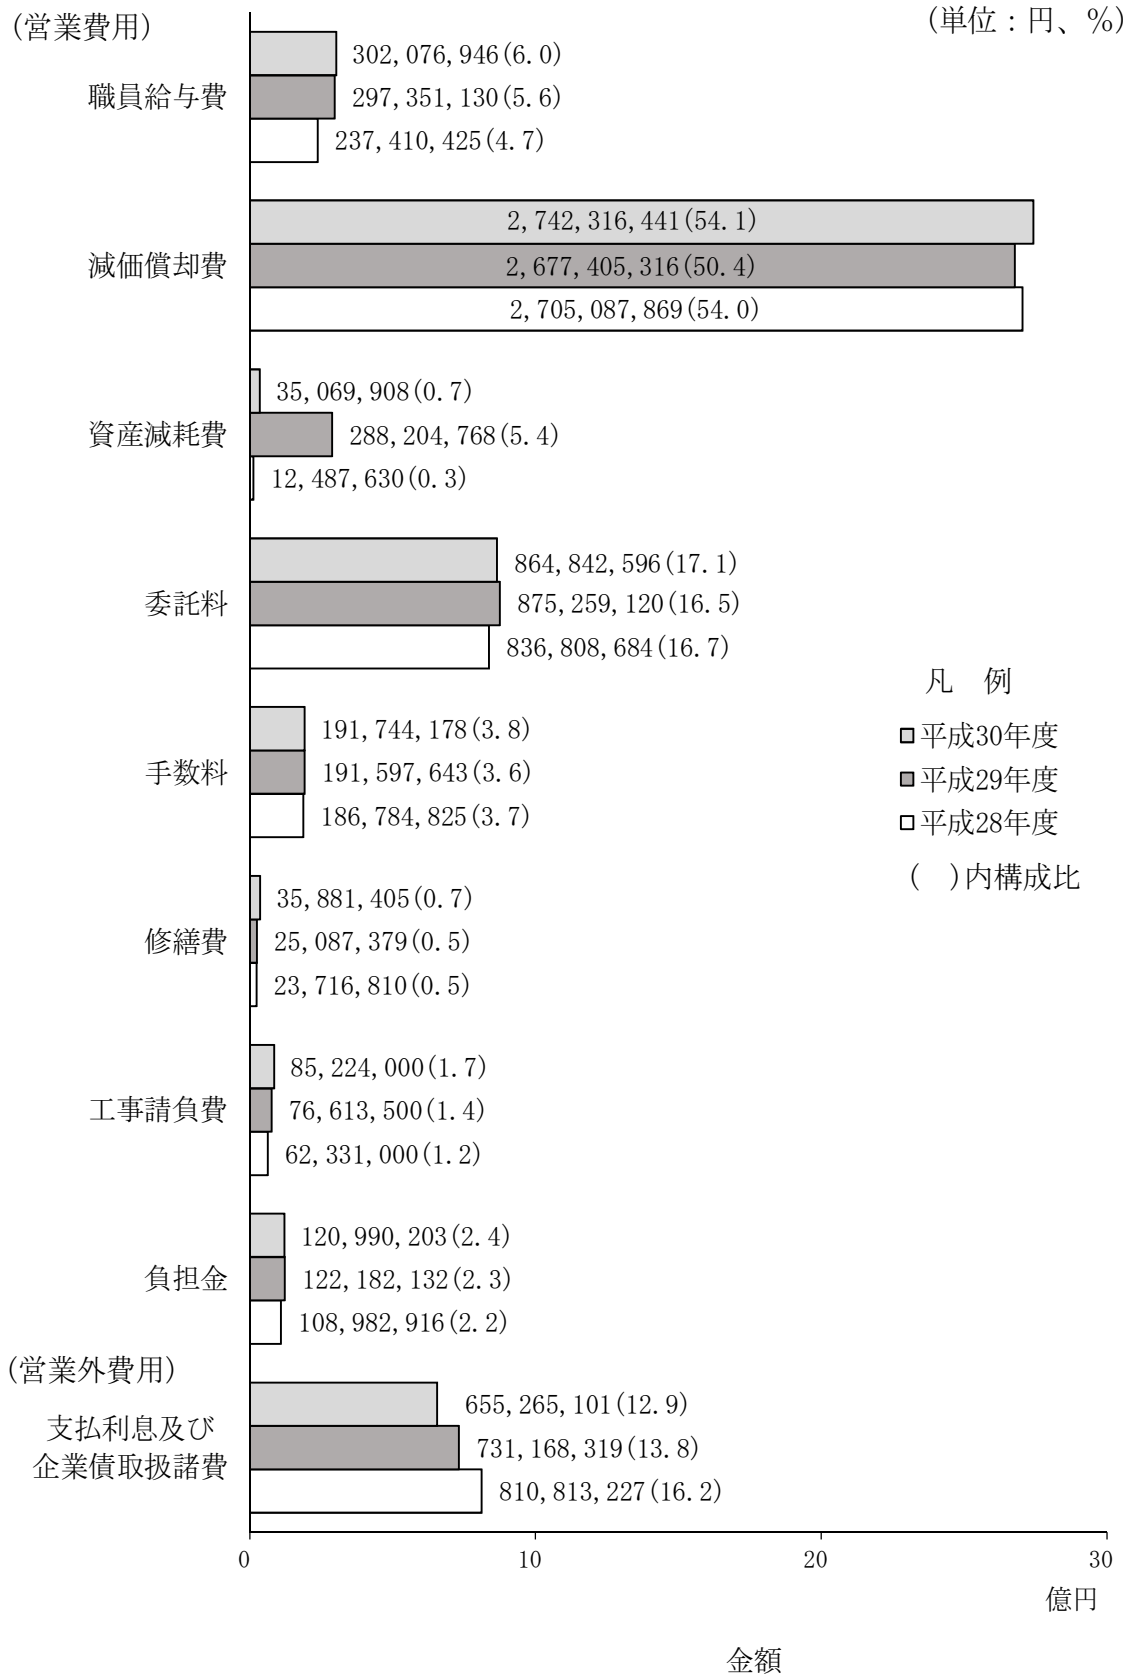 (営業費用)
(単位：円、%)
職員給与費
302,076,946(6.0)
297,351,130(5.6)
237,410,425(4.7)
減価償却費
2,742,316,441(54.1)
2,677,405,316(50.4)
2,705,087,869(54.0)
資産減耗費
35,069,908(0.7)
288,204,768(5.4)
12,487,630(0.3)
委託料
864,842,596(17.1)
875,259,120(16.5)
836,808,684(16.7)
手数料
191,744,178(3.8)
191,597,643(3.6)
186,784,825(3.7)
凡　例
平成30年度
平成29年度
平成28年度
(　)内構成比
修繕費
35,881,405(0.7)
25,087,379(0.5)
23,716,810(0.5)
工事請負費
85,224,000(1.7)
76,613,500(1.4)
62,331,000(1.2)
負担金
120,990,203(2.4)
122,182,132(2.3)
108,982,916(2.2)
(営業外費用)
支払利息及び
企業債取扱諸費
655,265,101(12.9)
731,168,319(13.8)
810,813,227(16.2)
0 10 20 30
億円
金額